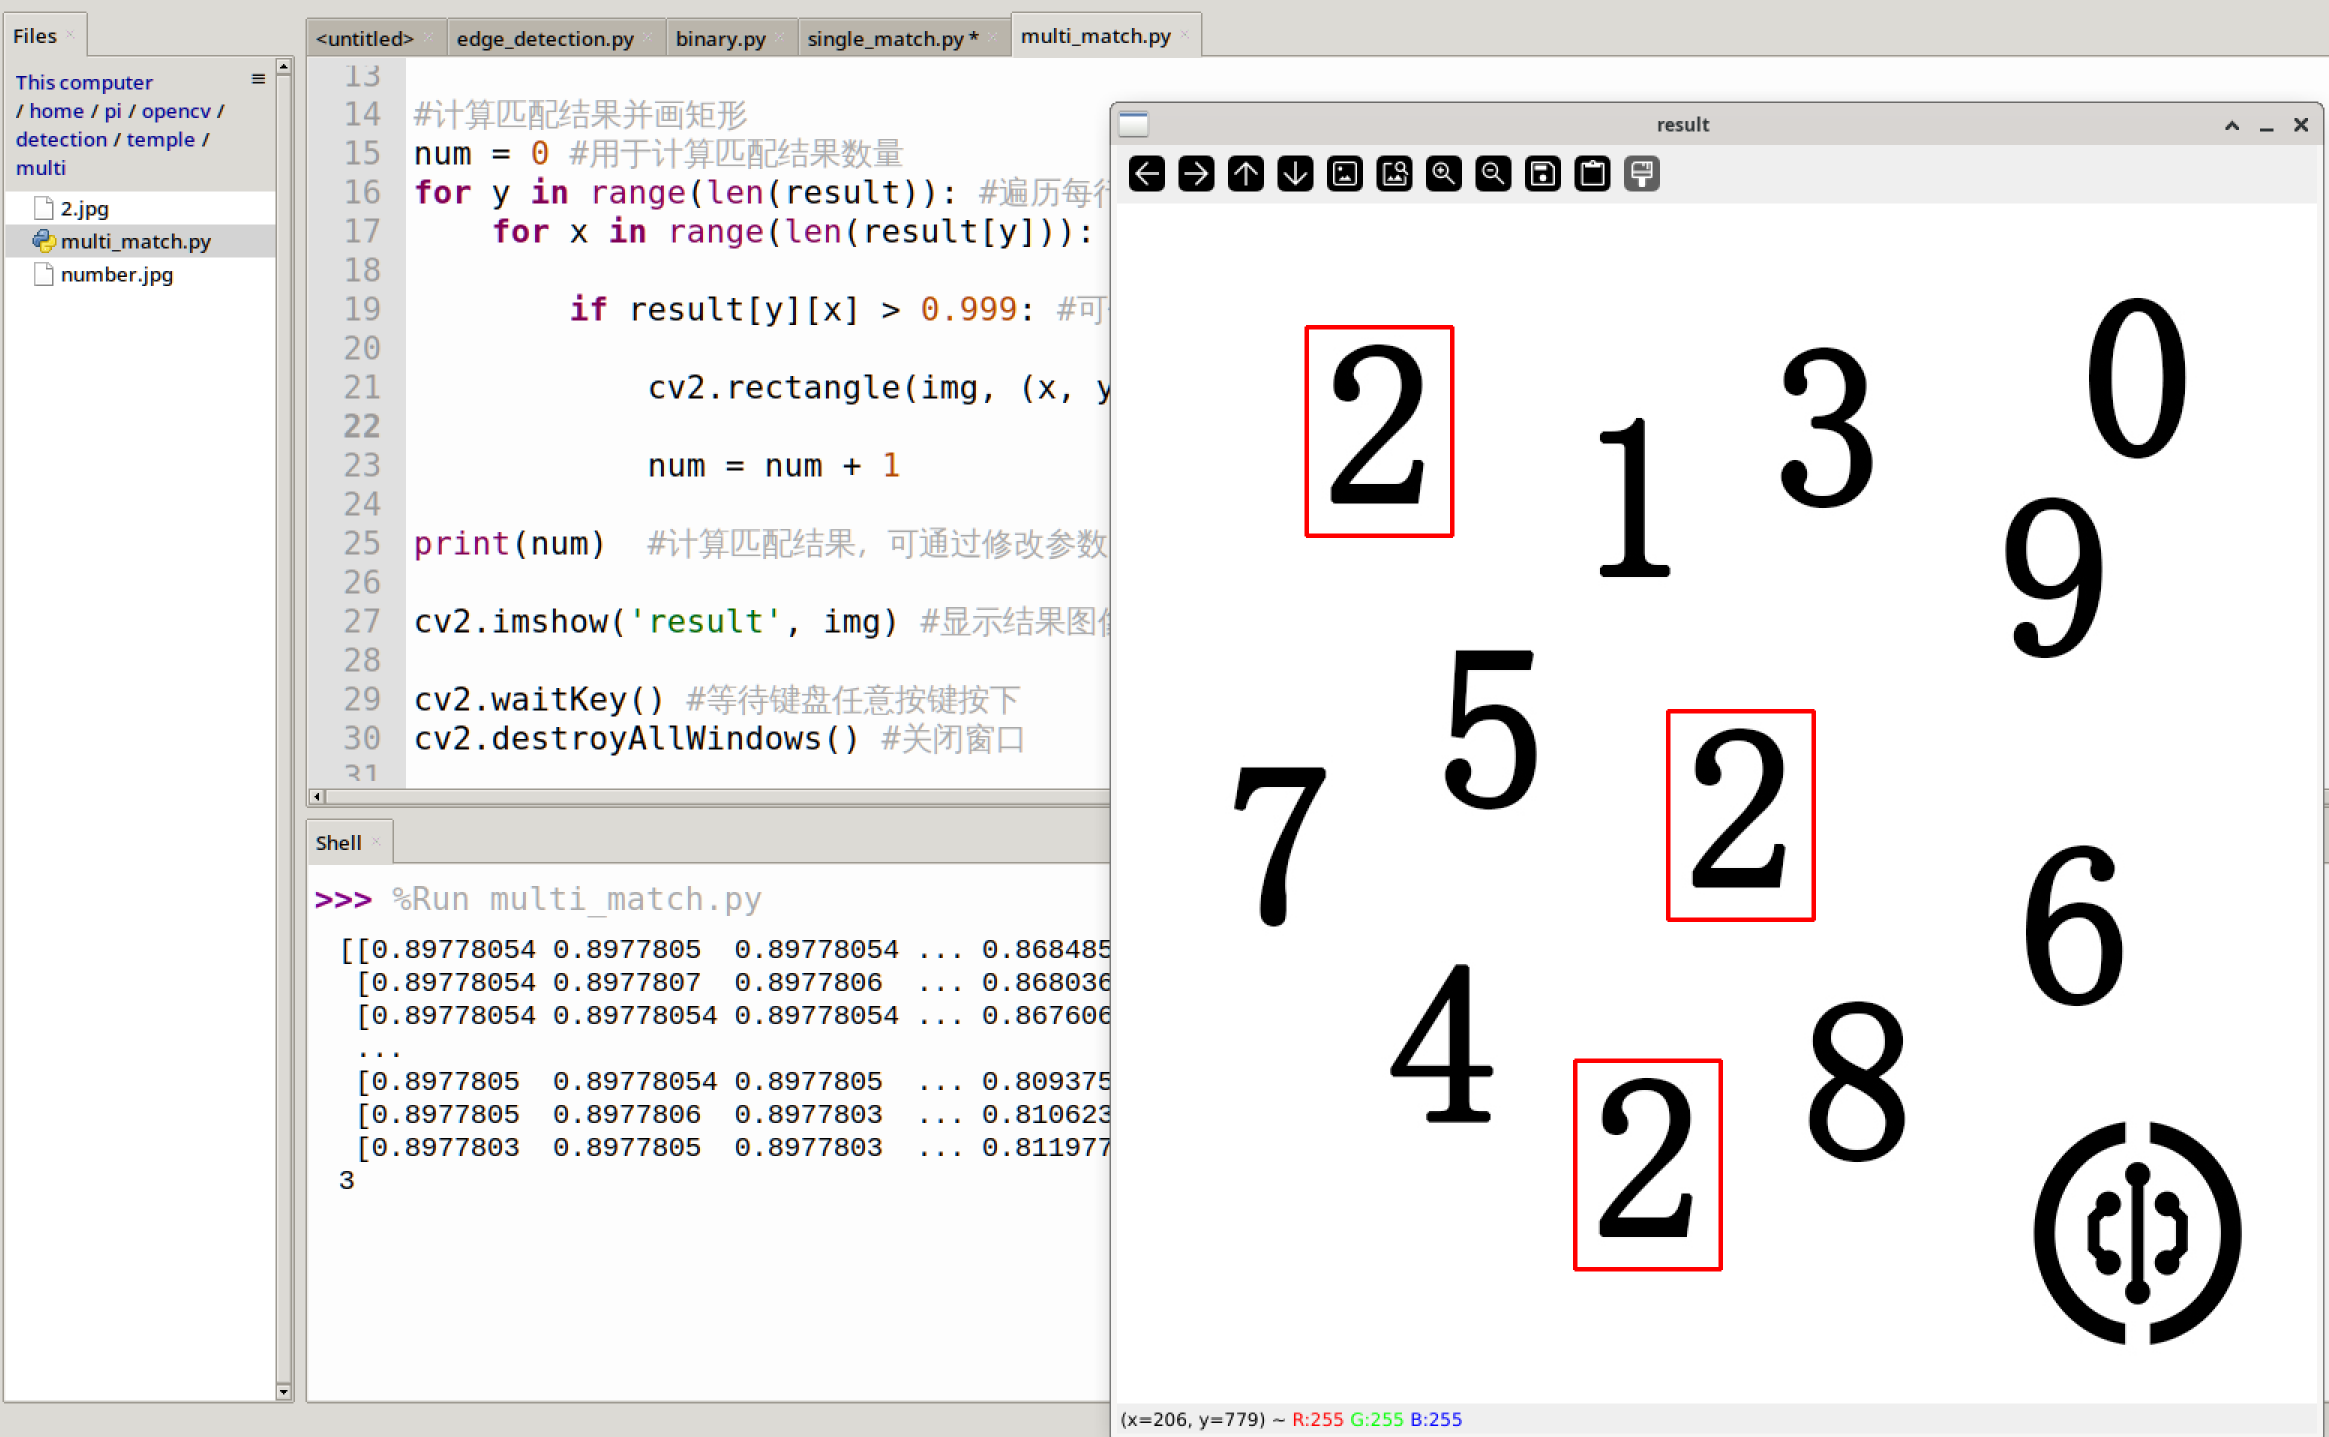 Files
This computer
/ home / pi / opencv /
detection / temple /
multi
2.jpg
multi_match.py
number.jpg
<untitled>
edge_detection.py
binary.py
single_match.py *
multi_match.py
13
14 #计算匹配结果并画矩形
15 num = 0 #用于计算匹配结果数量
16 for y in range(len(result)): #遍历每行
17 for x in range(len(result[y])):
18
19 if result[y][x] > 0.999: #可
20
21 cv2.rectangle(img, (x, y
22
23 num = num + 1
24
25 print(num) #计算匹配结果, 可通过修改参数
26
27 cv2.imshow('result', img) #显示结果图像
28
29 cv2.waitKey() #等待键盘任意按键按下
30 cv2.destroyAllWindows() #关闭窗口
31
Shell
>>> %Run multi_match.py
[[0.89778054 0.8977805 0.89778054 ... 0.868485
[0.89778054 0.8977807 0.8977806 ... 0.868036
[0.89778054 0.89778054 0.89778054 ... 0.867606
...
[0.8977805 0.89778054 0.8977805 ... 0.809375
[0.8977805 0.8977806 0.8977803 ... 0.810623
[0.8977803 0.8977805 0.8977803 ... 0.811977
3
result
0
2
3
1
9
5
2
7
6
4
8
2
(x=206, y=779) ~ R:255 G:255 B:255